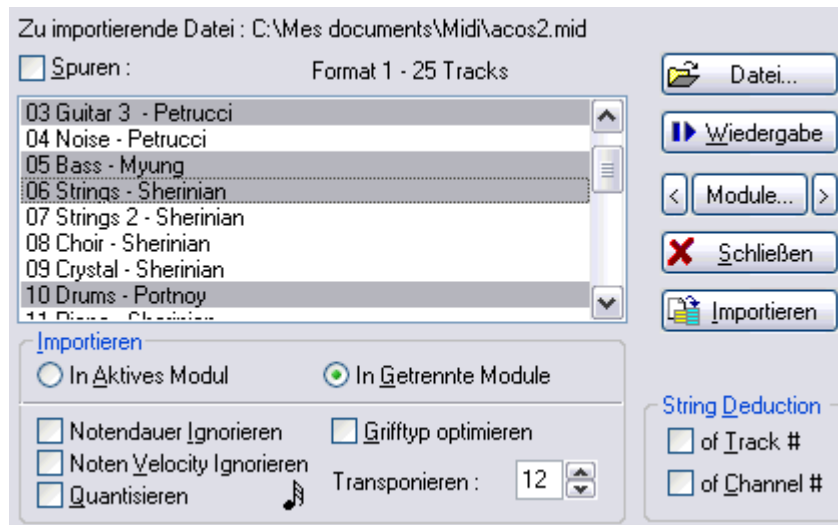 Zu importierende Datei : C:\Mes documents\Midi\acos2.mid
Spuren :
Format 1 - 25 Tracks
03 Guitar 3 - Petrucci
04 Noise - Petrucci
05 Bass - Myung
06 Strings - Sherinian
07 Strings 2 - Sherinian
08 Choir - Sherinian
09 Crystal - Sherinian
10 Drums - Portnoy
Datei...
Wiedergabe
< Module... >
Schließen
Importieren
Importieren
In Aktives Modul
In Getrennte Module
Notendauer Ignorieren
Noten Velocity Ignorieren
Quantisieren
Grifftyp optimieren
Transponieren : 12
String Deduction
of Track #
of Channel #